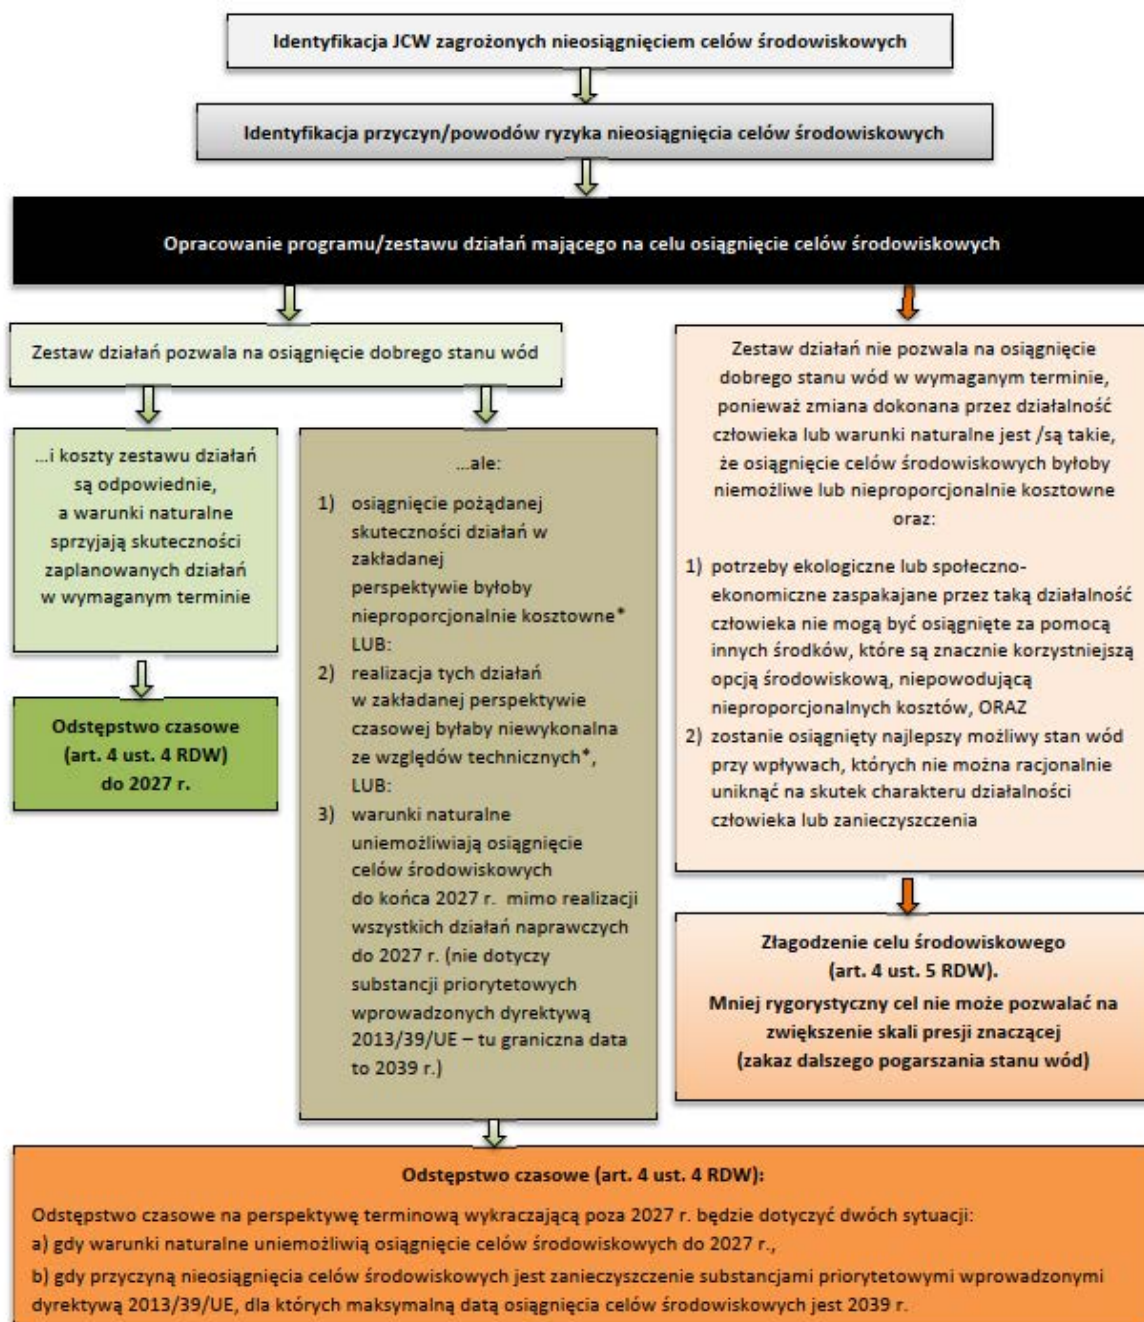 Identyfikacja JCW zagrożonych nieosiągnięciem celów środowiskowych
Identyfikacja przyczyn/powodów ryzyka nieosiągnięcia celów środowiskowych
Opracowanie programu/zestawu działań mającego na celu osiągnięcie celów środowiskowych
Zestaw działań pozwala na osiągnięcie dobrego stanu wód
...i koszty zestawu działań
są odpowiednie,
a warunki naturalne
sprzyjają skuteczności
zaplanowanych działań
w wymaganym terminie
Odstępstwo czasowe
(art. 4 ust. 4 RDW)
do 2027 r.
...ale:
1) osiągnięcie pożądanej
skuteczności działań w
zakładanej
perspektywie byłoby
nieproporcjonalnie kosztowne*
LUB:
2) realizacja tych działań
w zakładanej perspektywie
czasowej byłaby niewykonalna
ze względów technicznych*,
LUB:
3) warunki naturalne
uniemożliwiają osiągnięcie
celów środowiskowych
do końca 2027 r. mimo realizacji
wszystkich działań naprawczych
do 2027 r. (nie dotyczy
substancji priorytetowych
wprowadzonych dyrektywą
2013/39/UE – tu graniczna data
to 2039 r.)
Zestaw działań nie pozwala na osiągnięcie
dobrego stanu wód w wymaganym terminie,
ponieważ zmiana dokonana przez działalność
człowieka lub warunki naturalne jest /są takie,
że osiągnięcie celów środowiskowych byłoby
niemożliwe lub nieproporcjonalnie kosztowne
oraz:
1) potrzeby ekologiczne lub społeczno-
ekonomiczne zaspakajane przez taką działalność
człowieka nie mogą być osiągnięte za pomocą
innych środków, które są znacznie korzystniejszą
opcją środowiskową, niepowodującą
nieproporcjonalnych kosztów, ORAZ
2) zostanie osiągnięty najlepszy możliwy stan wód
przy wpływach, których nie można racjonalnie
uniknąć na skutek charakteru działalności
człowieka lub zanieczyszczenia
Złagodzenie celu środowiskowego
(art. 4 ust. 5 RDW).
Mniej rygorystyczny cel nie może pozwalać na
zwiększenie skali presji znaczącej
(zakaz dalszego pogarszania stanu wód)
Odstępstwo czasowe (art. 4 ust. 4 RDW):
Odstępstwo czasowe na perspektywę terminową wykraczającą poza 2027 r. będzie dotyczyć dwóch sytuacji:
a) gdy warunki naturalne uniemożliwią osiągnięcie celów środowiskowych do 2027 r.,
b) gdy przyczyną nieosiągnięcia celów środowiskowych jest zanieczyszczenie substancjami priorytetowymi wprowadzonymi
dyrektywą 2013/39/UE, dla których maksymalną datą osiągnięcia celów środowiskowych jest 2039 r.